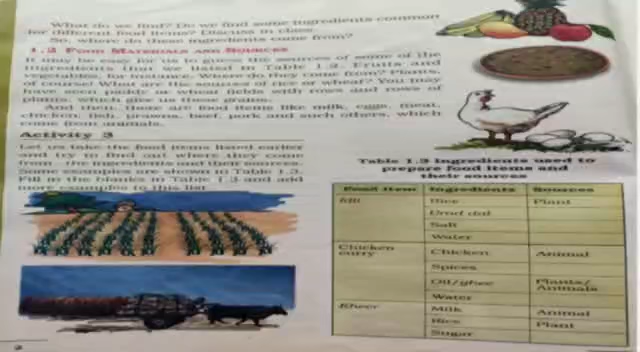 What do we find? Do we find some ingredients common
for different food items? Discuss in class.
So, where do these ingredients come from?
1.2 FOOD MATERIALS AND SOURCES
It may be easy for us to guess the sources of some of the
ingredients that we listed in Table 1.2. Fruits and
vegetables, for instance. Where do they come from? Plants,
of course! What are the sources of rice or wheat? You may
have seen paddy or wheat fields with rows and rows of
plants, which give us these grains.
And then, there are food items like milk, eggs, meat,
chicken, fish, prawns, beef, pork and such others, which
come from animals.
Activity 3
Let us take the food items listed earlier
and try to find out where they come
from - the ingredients and their sources.
Some examples are shown in Table 1.3.
Fill in the blanks in Table 1.3 and add
more examples to this list
Table 1.3 Ingredients used to
prepare food items and
their sources
Food Item Ingredients Sources
Idli Rice Plant
Urad dal
Salt
Water
Chicken curry Chicken Animal
Spices
Oil/ghee Plants/Animals
Water
Kheer Milk Animal
Rice Plant
Sugar
2